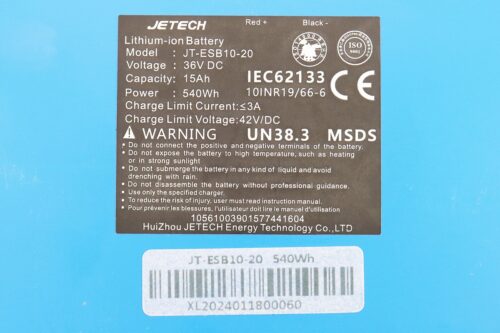 JETECH
Red + Black -
Lithium-ion Battery
Model : JT-ESB10-20
Voltage : 36V DC
Capacity : 15Ah
Power : 540Wh
IEC62133
10INR19/66-6
CE
ISO
Charge Limit Current:≤3A
Charge Limit Voltage:42V/DC
WARNING UN38.3 MSDS
• Do not connect the positive and negative terminals of the battery.
• Do not expose the battery to high temperature, such as heating
or in strong sunlight
• Do not submerge the battery in any kind of liquid and avoid
drenching with rain.
• Do not disassemble the battery without professional guidance.
• Use only the specified charger.
• To reduce the risk of injury, user must read instruction manual.
• Pour prévenir les blessures, l'utilisateur doit lire le manuel d'utilisation
10561003901577441604
HuiZhou JETECH Energy Technology Co.,LTD
JT-ESB10-20 540Wh
XL2024011800060